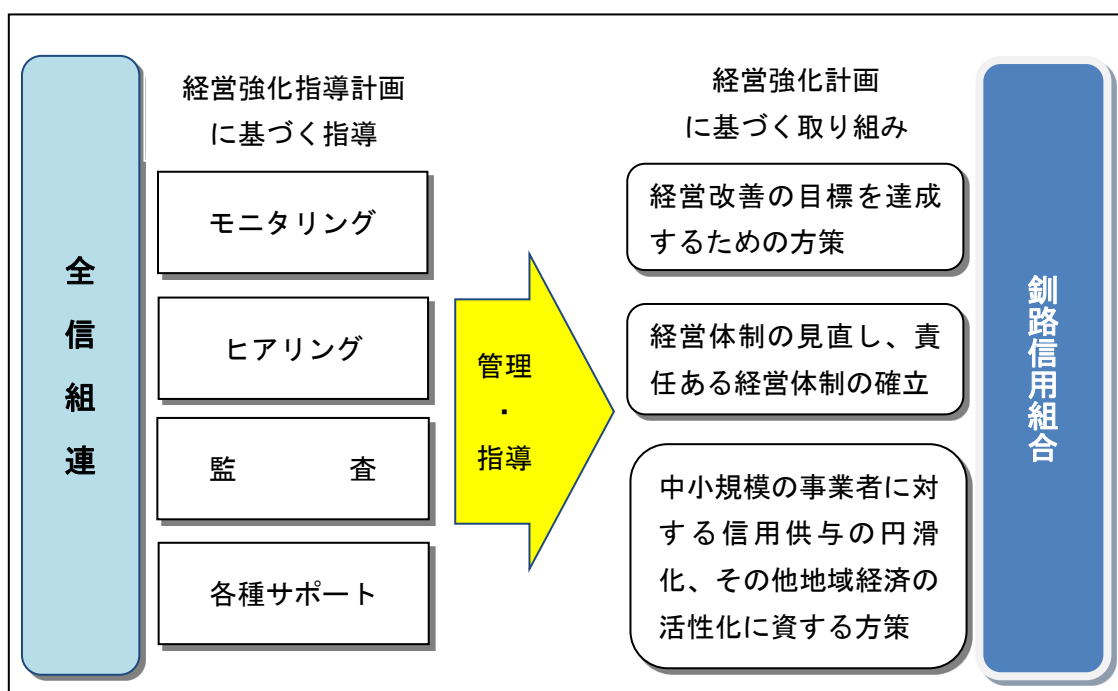 全信組連
経営強化指導計画
に基づく指導
モニタリング
ヒアリング
監 査
各種サポート
管理
・
指導
経営強化計画
に基づく取り組み
経営改善の目標を達成
するための方策
経営体制の見直し、責
任ある経営体制の確立
中小規模の事業者に対
する信用供与の円滑
化、その他地域経済の
活性化に資する方策
釧路信用組合